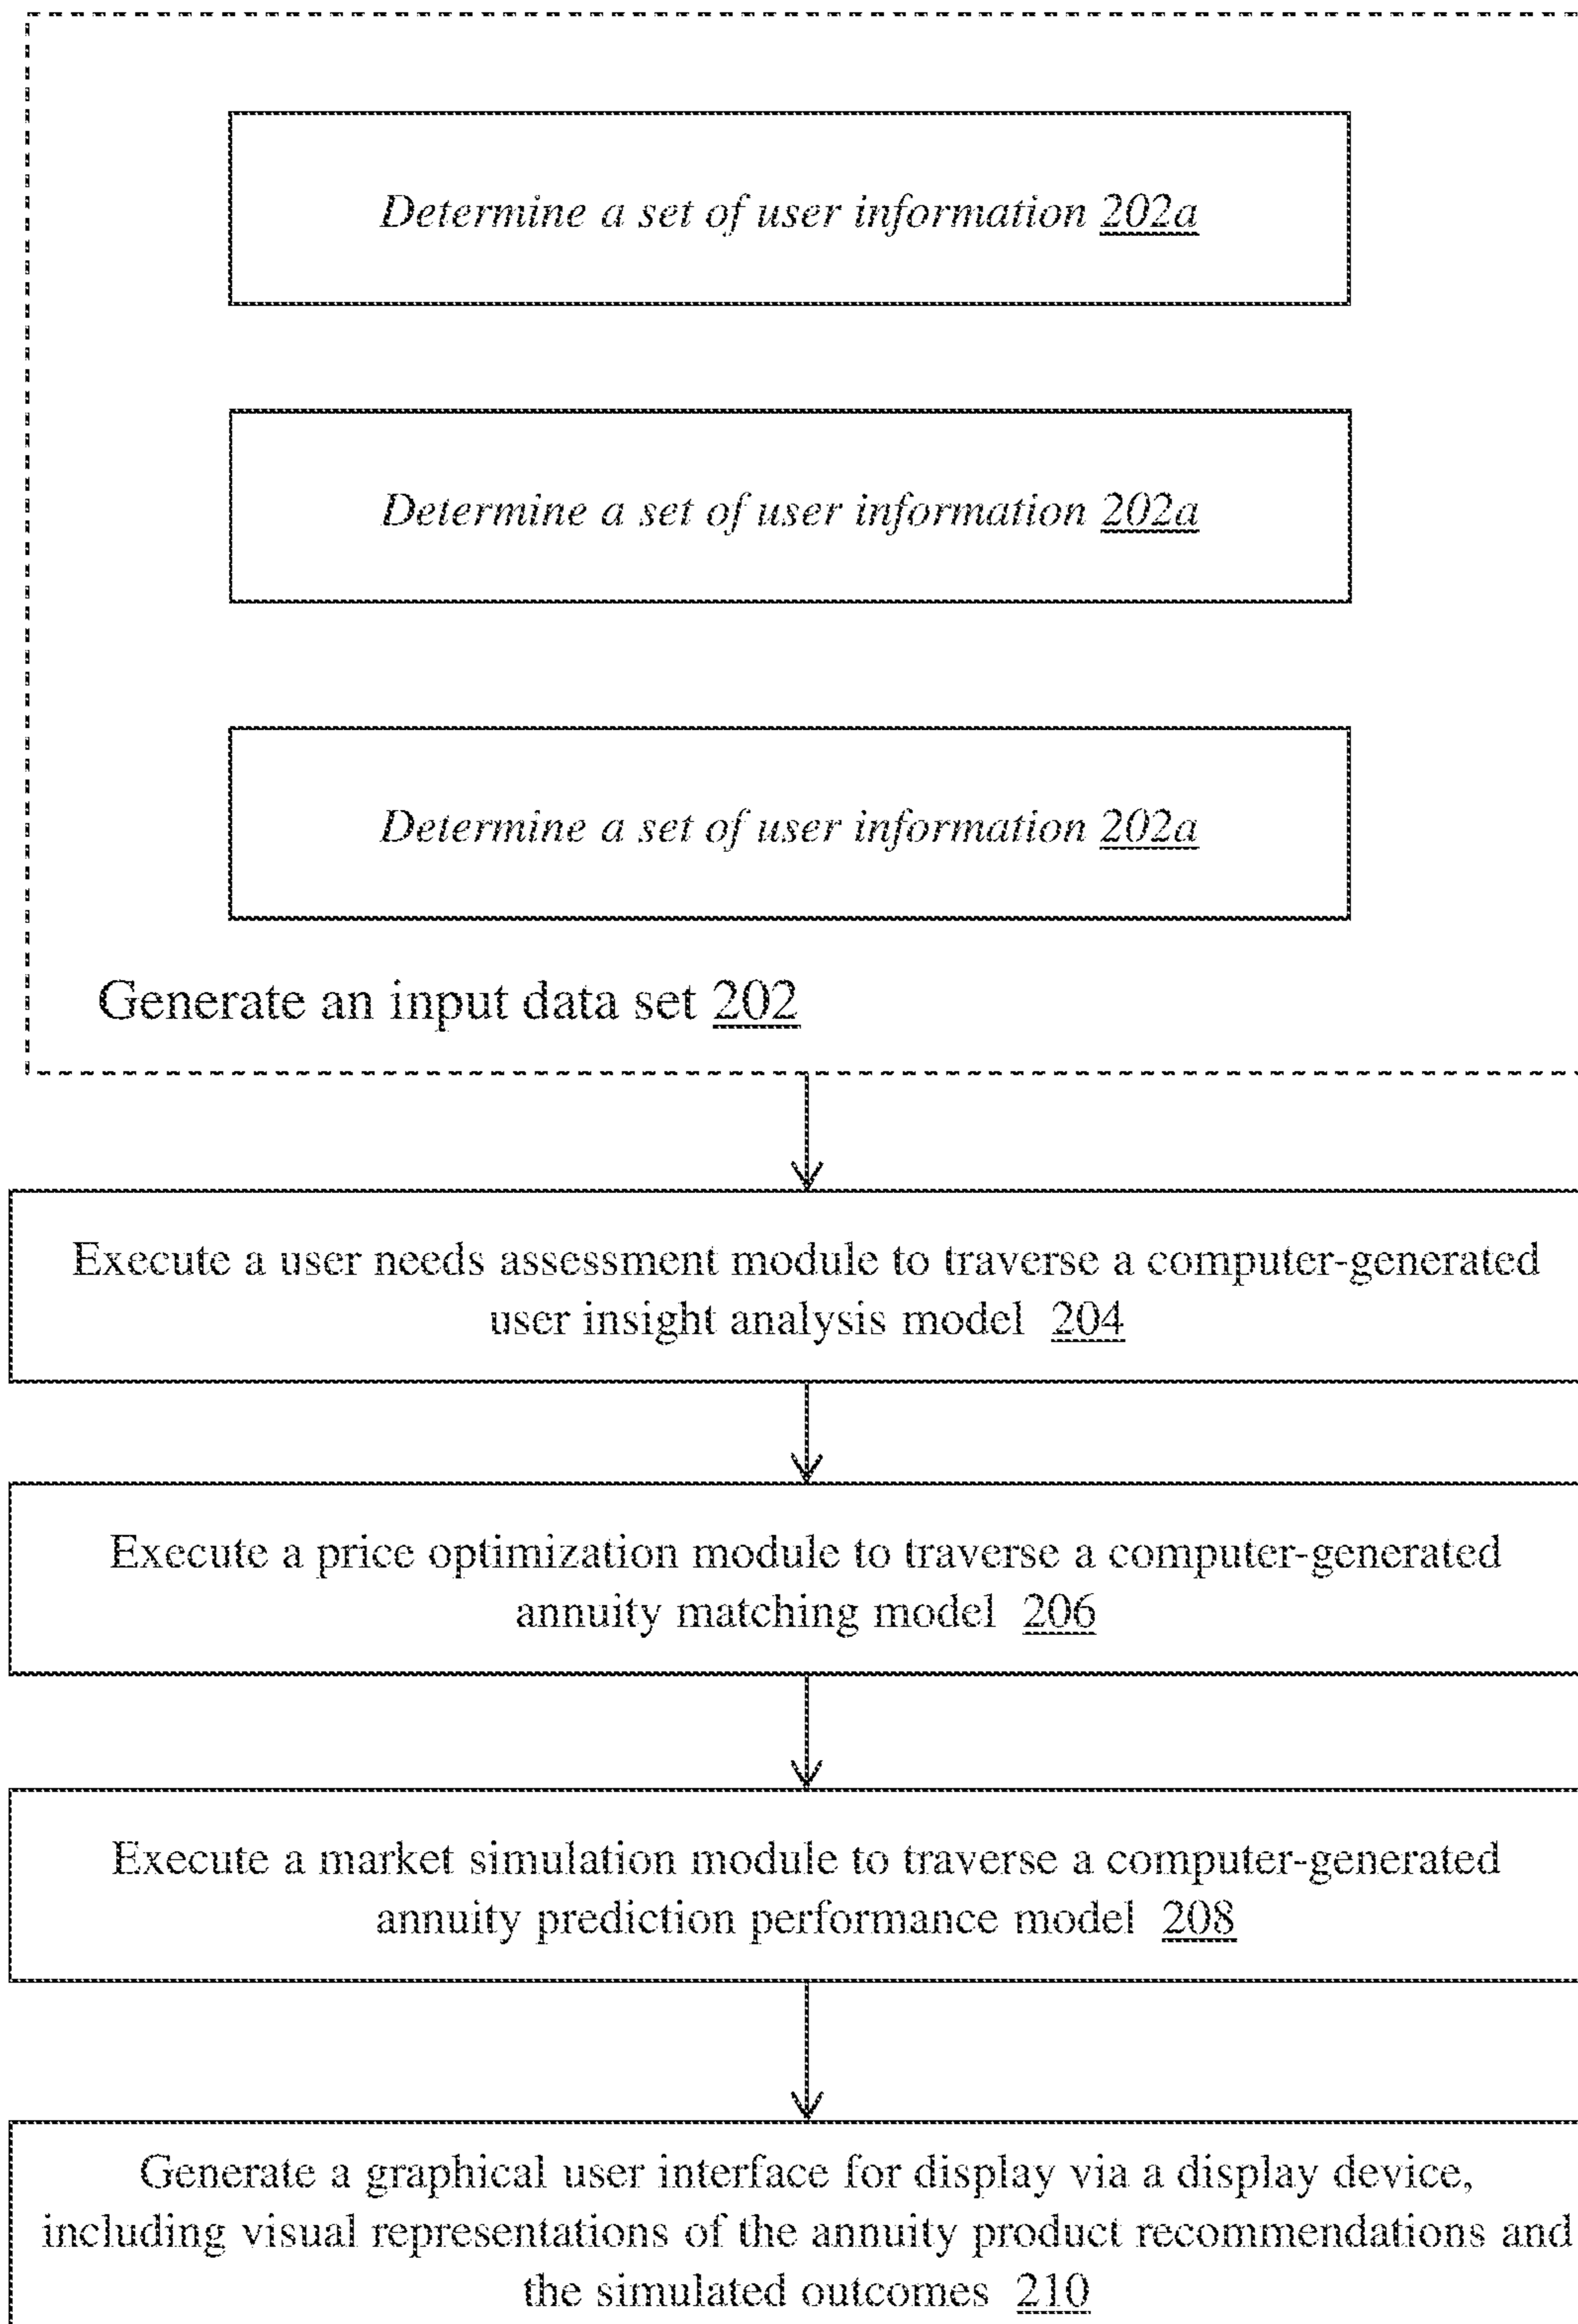 Determine a set of user information 202a
Determine a set of user information 202a
Determine a set of user information 202a
Generate an input data set 202
Execute a user needs assessment module to traverse a computer-generated
user insight analysis model 204
Execute a price optimization module to traverse a computer-generated
annuity matching model 206
Execute a market simulation module to traverse a computer-generated
annuity prediction performance model 208
Generate a graphical user interface for display via a display device,
including visual representations of the annuity product recommendations and
the simulated outcomes 210